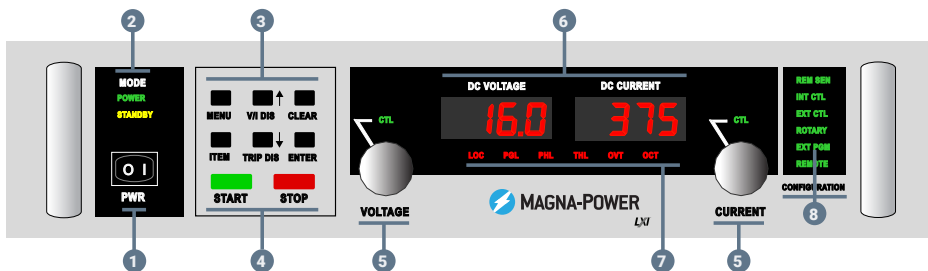 2
3
6
MODE
POWER
STANDBY
O I
PWR
MENU V/I DIS ↑ CLEAR
ITEM TRIP DIS ↓ ENTER
START STOP
CTL
VOLTAGE
DC VOLTAGE DC CURRENT
16.0 375
LOC PGL PHL THL OVT OCT
MAGNA-POWER
LXI
CTL
CURRENT
REM SEN
INT CTL
EXT CTL
ROTARY
EXT PGM
REMOTE
CONFIGURATION
8
1
4
5
7
5